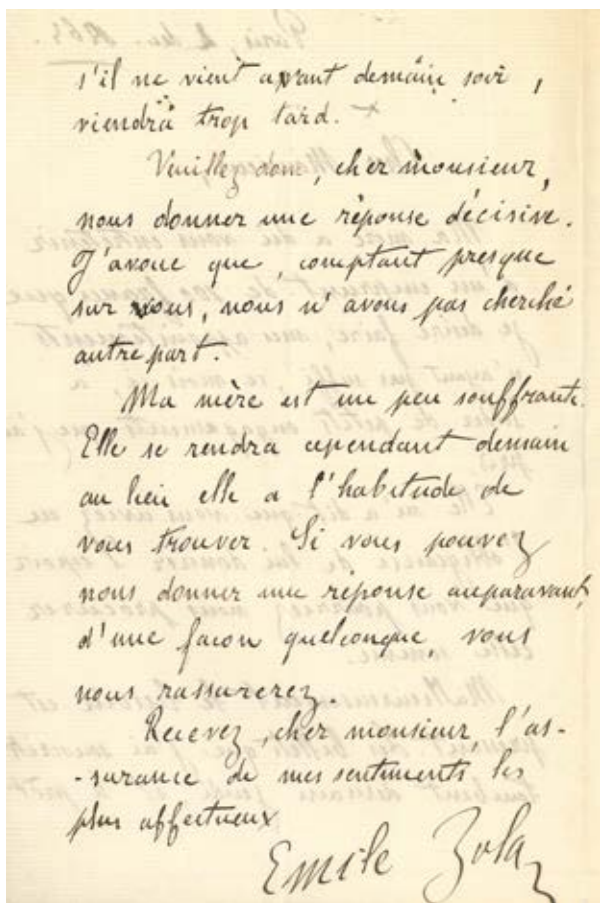 s'il ne vient avant demain soir,
viendra trop tard.
Veuillez donc, cher monsieur,
nous donner une réponse décisive.
J'avoue que, comptant presque
sur vous, nous n'avons pas cherché
autre part.
Ma mère est un peu souffrante.
Elle se rendra cependant demain
au lieu elle a l'habitude de
vous trouver. Si vous pouvez
nous donner une réponse auparavant,
d'une façon quelconque, vous
nous rassurerez.
Recevez, cher monsieur l'as-
-surance de mes sentiments les
plus affectueux
Emile Zola